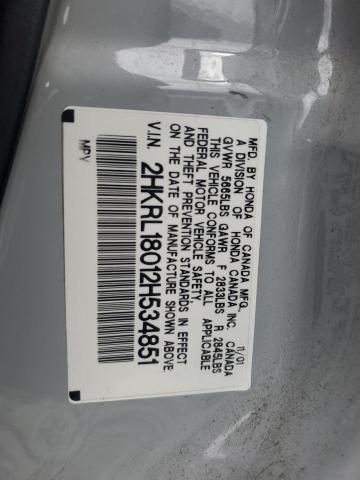 MFD. BY HONDA OF CANADA MFG.,
A DIVISION OF HONDA CANADA INC. CANADA 11/01
GVWR 5665LBS GAWR F 2833LBS R 2845LBS
THIS VEHICLE CONFORMS TO ALL APPLICABLE
FEDERAL MOTOR VEHICLE SAFETY,
AND THEFT PREVENTION STANDARDS IN EFFECT
ON THE DATE OF MANUFACTURE SHOWN ABOVE.
V.I.N. 2HKRL18012H534851
MPV